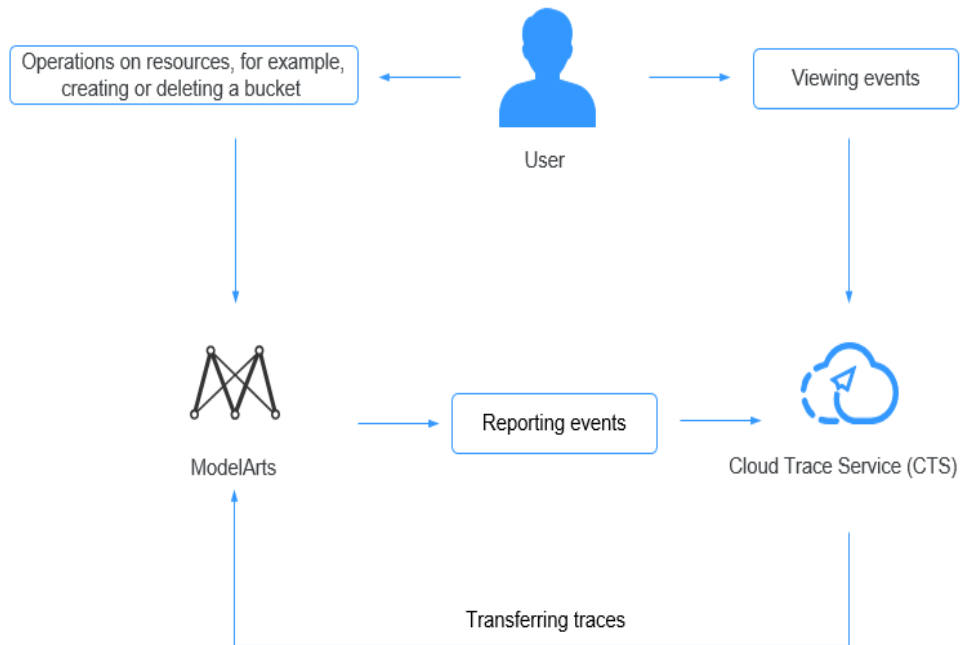 Operations on resources, for example,
creating or deleting a bucket
Viewing events
User
Reporting events
ModelArts
Cloud Trace Service (CTS)
Transferring traces